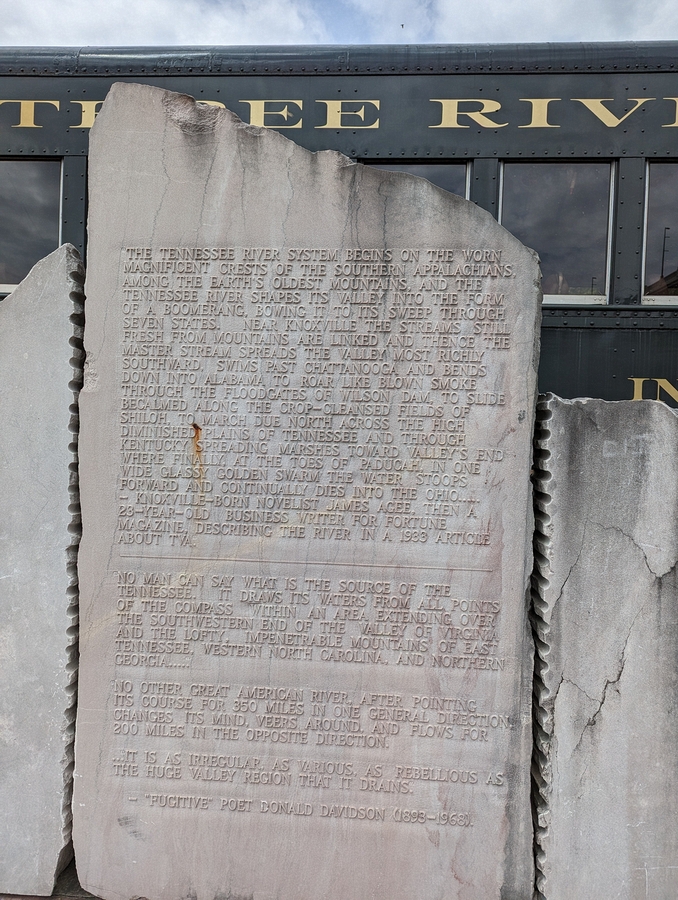 THREE RIV
IN
"THE TENNESSEE RIVER SYSTEM BEGINS ON THE WORN
MAGNIFICENT CRESTS OF THE SOUTHERN APPALACHIANS,
AMONG THE EARTH'S OLDEST MOUNTAINS, AND THE
TENNESSEE RIVER SHAPES ITS VALLEY INTO THE FORM
OF A BOOMERANG, BOWING IT TO ITS SWEEP THROUGH
SEVEN STATES. NEAR KNOXVILLE THE STREAMS STILL
FRESH FROM MOUNTAINS ARE LINKED AND THENCE THE
MASTER STREAM SPREADS THE VALLEY MOST RICHLY
SOUTHWARD, SWIMS PAST CHATTANOOGA AND BENDS
DOWN INTO ALABAMA TO ROAR LIKE BLOWN SMOKE
THROUGH THE FLOODGATES OF WILSON DAM, TO SLIDE
BECALMED ALONG THE CROP-CLEANSED FIELDS OF
SHILOH, TO MARCH DUE NORTH ACROSS THE HIGH
DIMINISHED PLAINS OF TENNESSEE AND THROUGH
KENTUCKY SPREADING MARSHES TOWARD VALLEY'S END
WHERE FINALLY AT THE TOES OF PADUCAH, IN ONE
WIDE GLASSY GOLDEN SWARM THE WATER STOOPS
FORWARD AND CONTINUALLY DIES INTO THE OHIO....
- KNOXVILLE-BORN NOVELIST JAMES AGEE, THEN A
23-YEAR-OLD BUSINESS WRITER FOR FORTUNE
MAGAZINE, DESCRIBING THE RIVER IN A 1933 ARTICLE
ABOUT TVA.
"NO MAN CAN SAY WHAT IS THE SOURCE OF THE
TENNESSEE. IT DRAWS ITS WATERS FROM ALL POINTS
OF THE COMPASS WITHIN AN AREA EXTENDING OVER
THE SOUTHWESTERN END OF THE VALLEY OF VIRGINIA
AND THE LOFTY, IMPENETRABLE MOUNTAINS OF EAST
TENNESSEE, WESTERN NORTH CAROLINA, AND NORTHERN
GEORGIA.....
"NO OTHER GREAT AMERICAN RIVER, AFTER POINTING
ITS COURSE FOR 350 MILES IN ONE GENERAL DIRECTION,
CHANGES ITS MIND, VEERS AROUND, AND FLOWS FOR
200 MILES IN THE OPPOSITE DIRECTION.
...IT IS AS IRREGULAR, AS VARIOUS, AS REBELLIOUS AS
THE HUGE VALLEY REGION THAT IT DRAINS.
- "FUGITIVE" POET DONALD DAVIDSON (1893-1968).